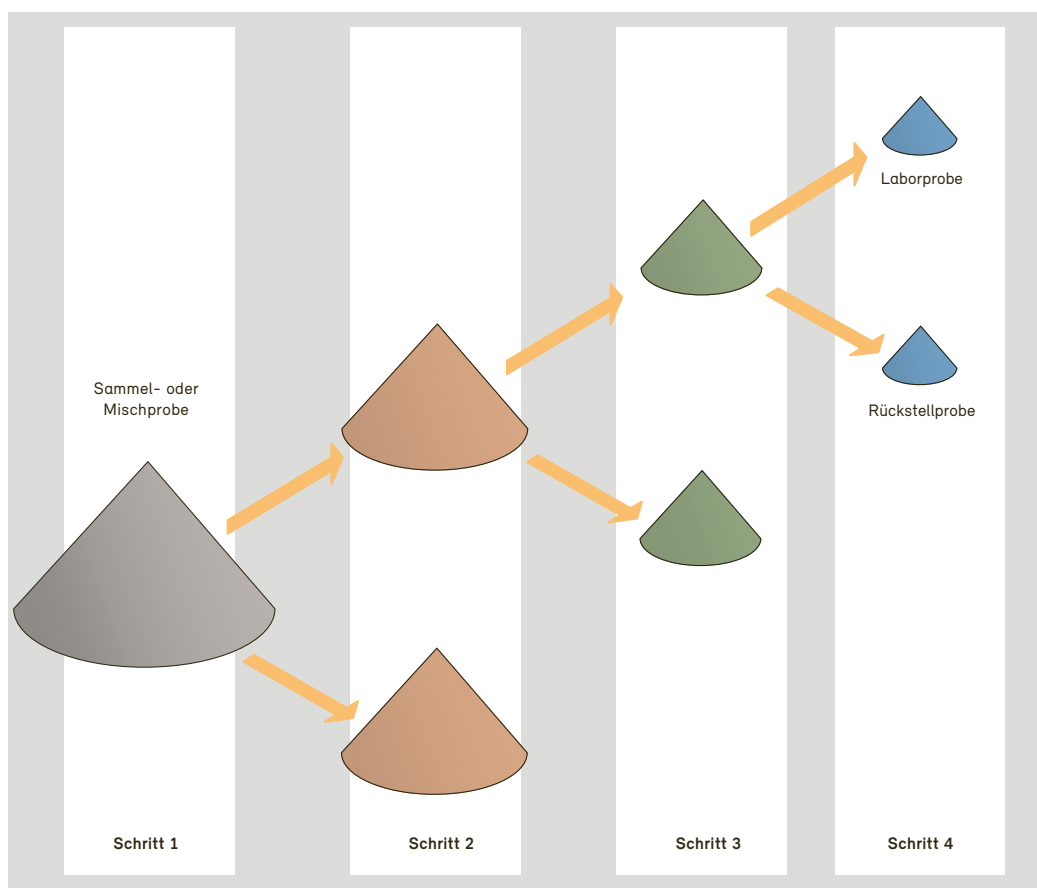 Laborprobe
Sammel- oder
Mischprobe
Rückstellprobe
Schritt 1
Schritt 2
Schritt 3
Schritt 4